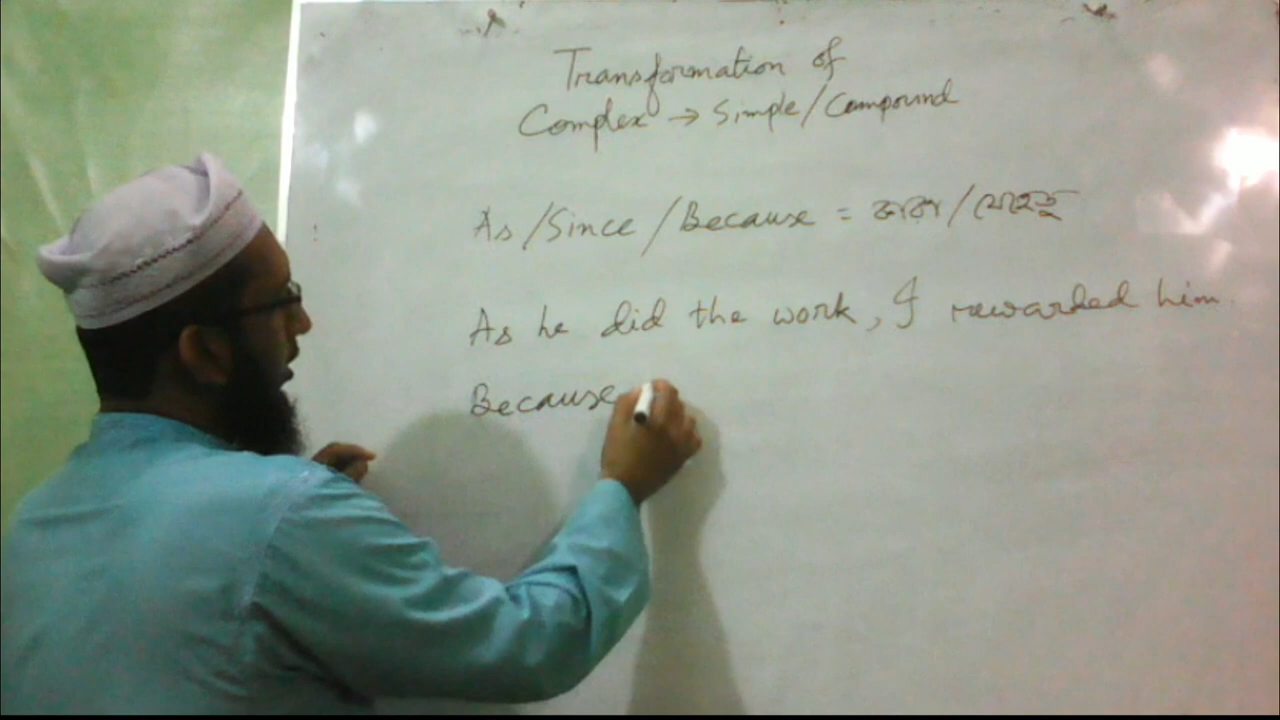 Transformation of
Complex → Simple/Compound
As/Since/Because = কারণ/যেহেতু
As he did the work, I rewarded him.
Because